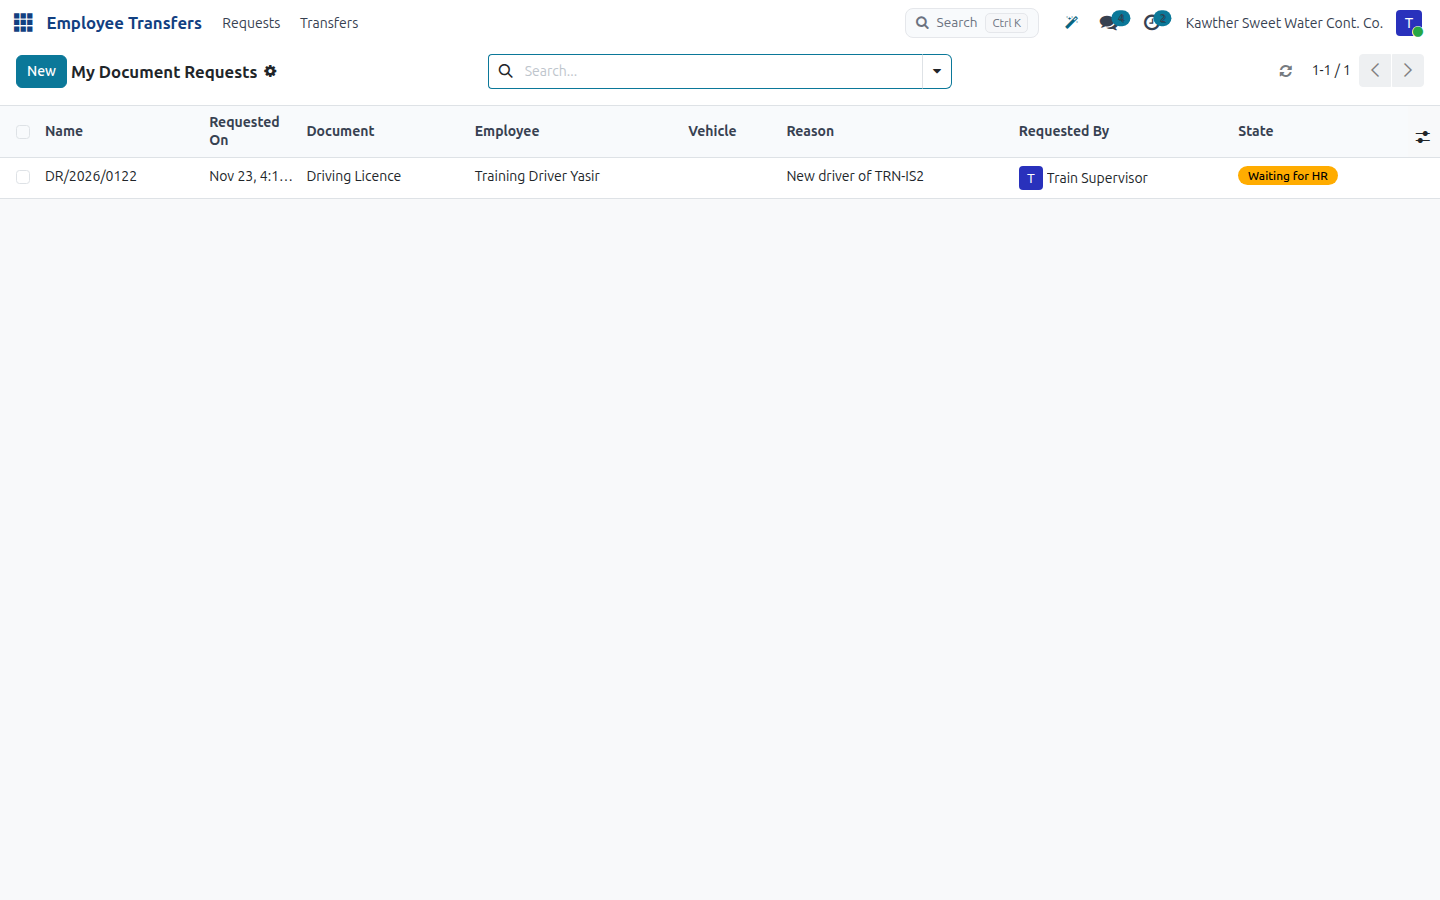 Employee Transfers Requests Transfers Search Ctrl K 4 2 Kawther Sweet Water Cont. Co. T
New My Document Requests Search... 1-1 / 1
Name Requested On Document Employee Vehicle Reason Requested By State
DR/2026/0122 Nov 23, 4:1... Driving Licence Training Driver Yasir New driver of TRN-IS2 T Train Supervisor Waiting for HR